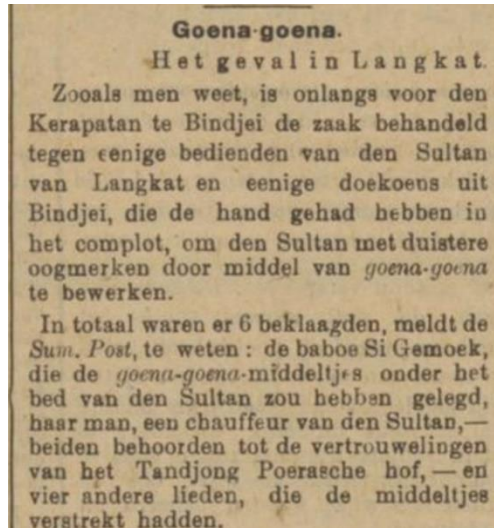 Goena-goena.
Het geval in Langkat.
Zooals men weet, is onlangs voor den
Kerapatan te Bindjei de zaak behandeld
tegen eenige bedienden van den Sultan
van Langkat en eenige doekoens uit
Bindjei, die de hand gehad hebben in
het complot, om den Sultan met duistere
oogmerken door middel van goena-goena
te bewerken.
In totaal waren er 6 beklaagden, meldt de
Sum. Post, te weten : de baboe Si Gemoek,
die de goena-goena-middeltjes onder het
bed van den Sultan zou hebben gelegd,
haar man, een chauffeur van den Sultan,—
beiden behoorden tot de vertrouwelingen
van het Tandjong Poerasche hof, — en
vier andere lieden, die de middeltjes
verstrekt hadden.